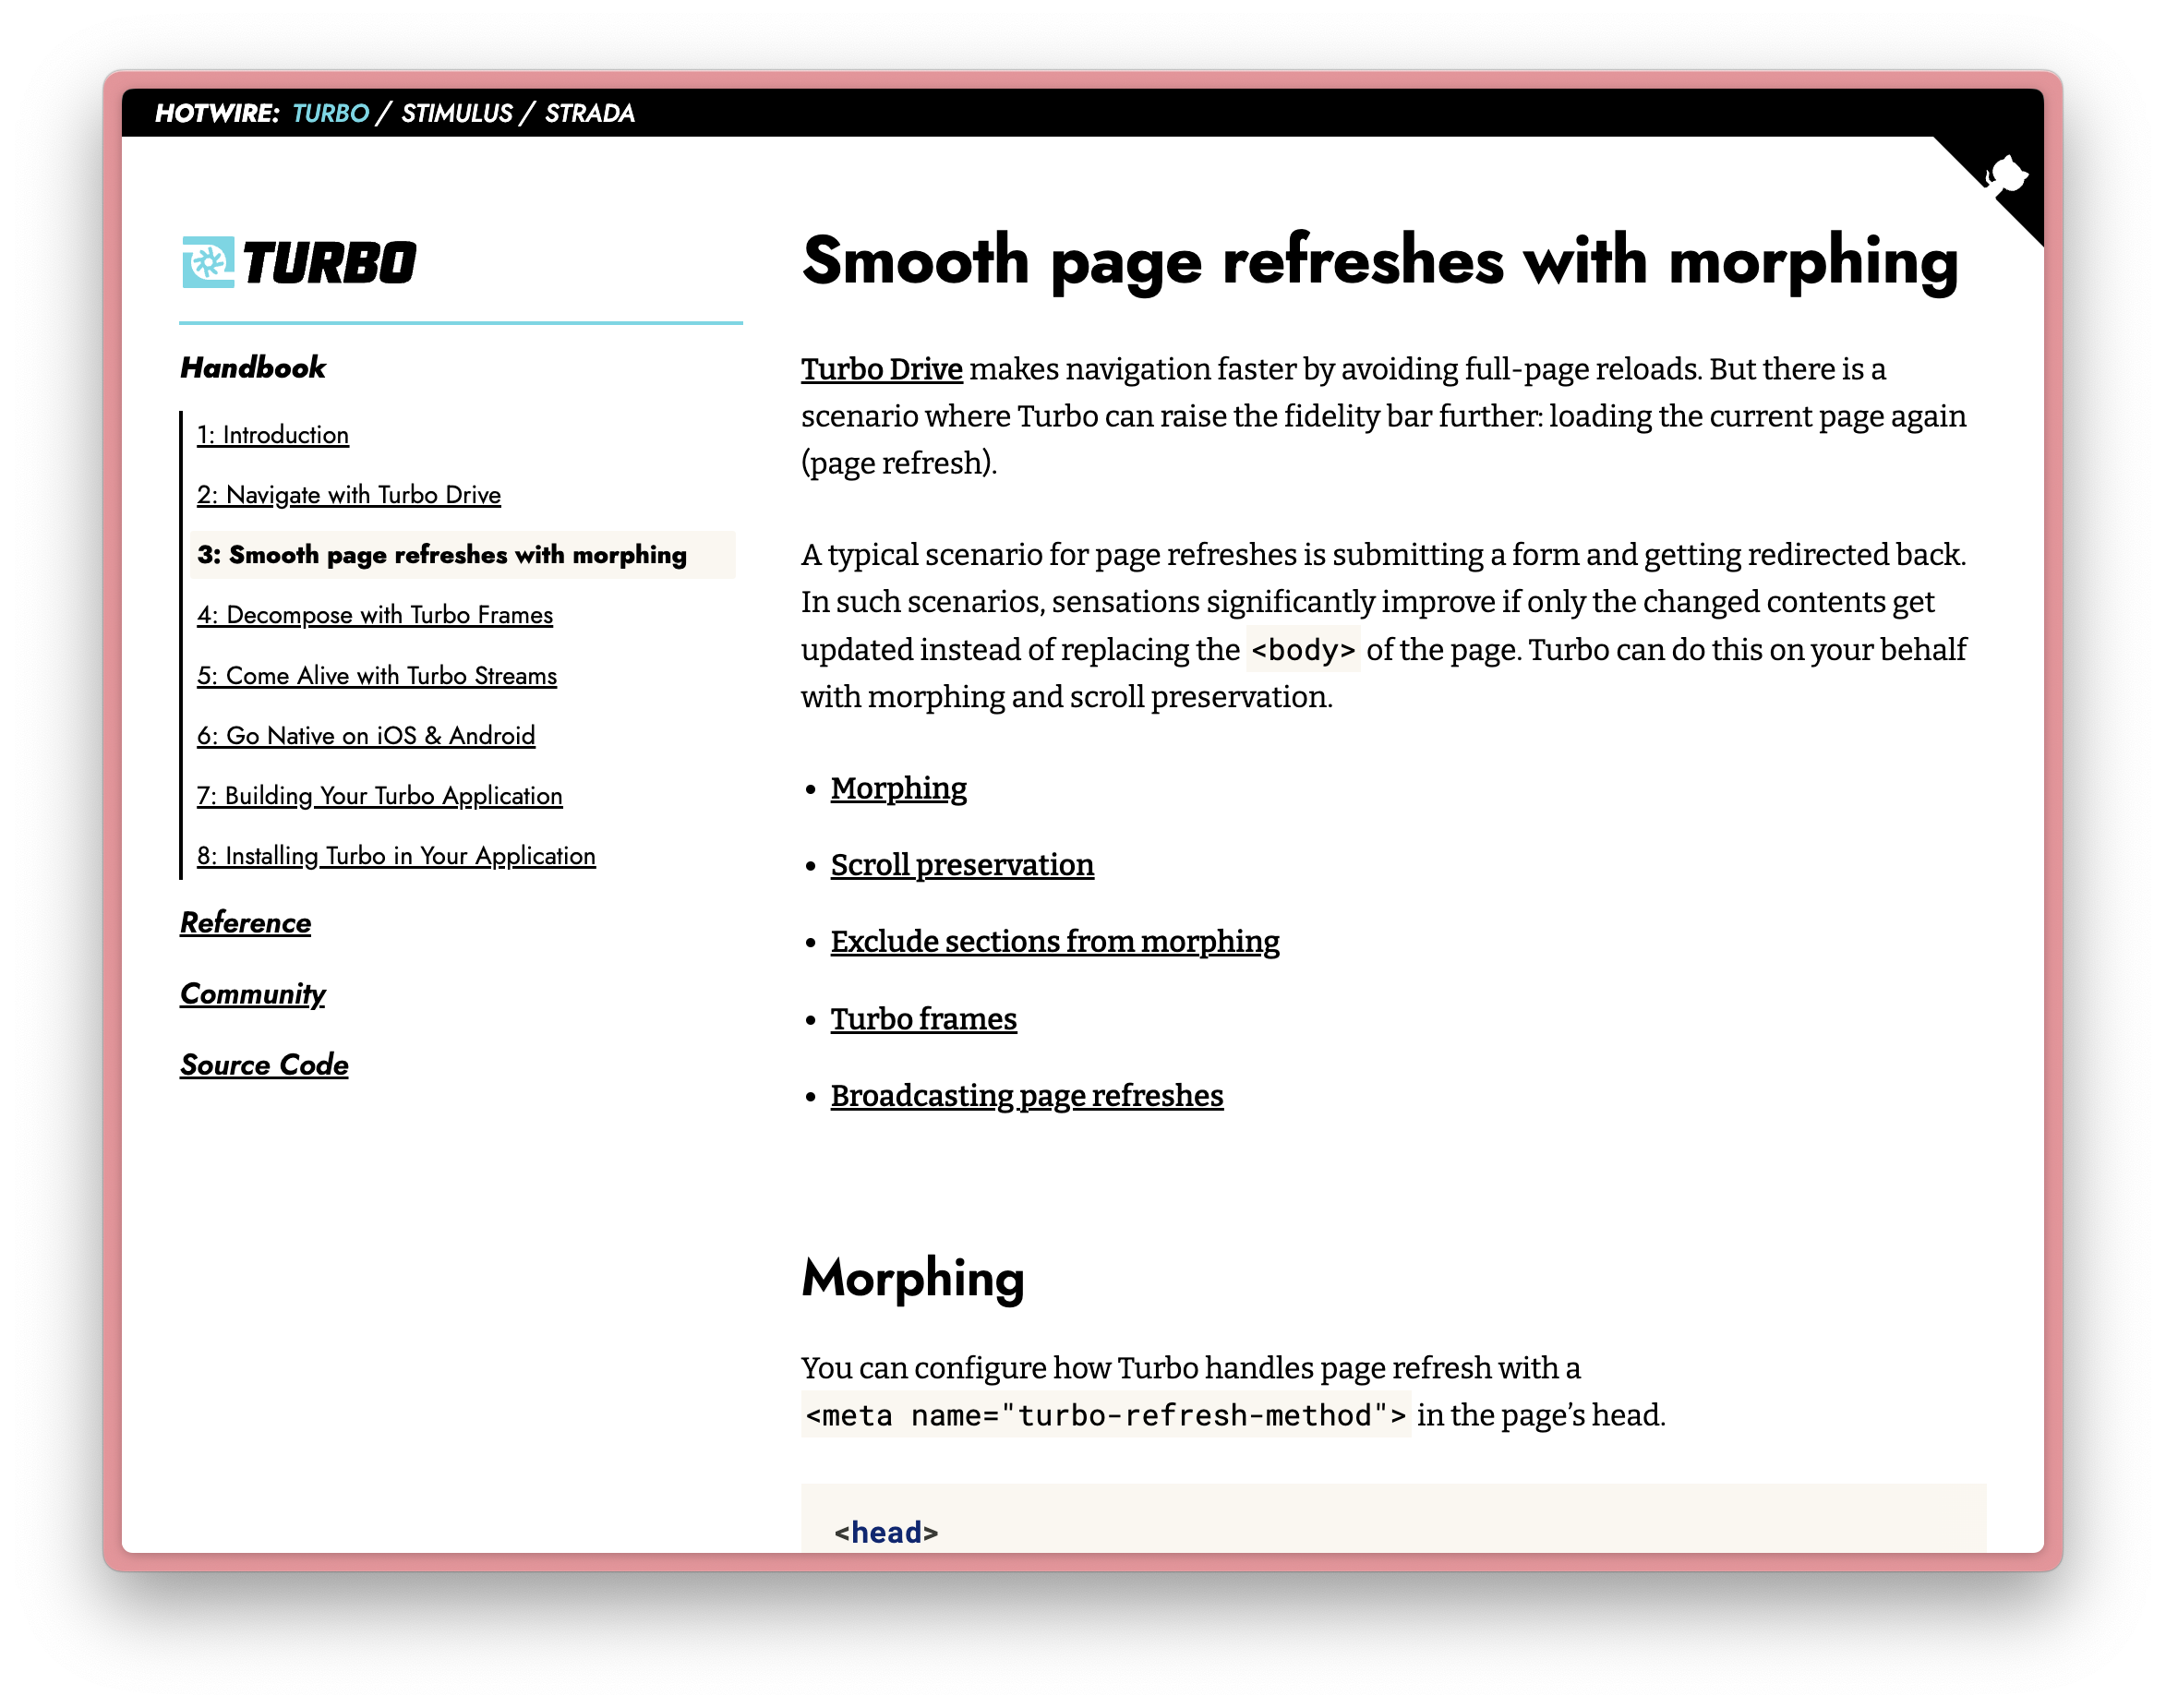 HOTWIRE: TURBO / STIMULUS / STRADA
TURBO
Handbook
1: Introduction
2: Navigate with Turbo Drive
3: Smooth page refreshes with morphing
4: Decompose with Turbo Frames
5: Come Alive with Turbo Streams
6: Go Native on iOS & Android
7: Building Your Turbo Application
8: Installing Turbo in Your Application
Reference
Community
Source Code
Smooth page refreshes with morphing
Turbo Drive makes navigation faster by avoiding full-page reloads. But there is a
scenario where Turbo can raise the fidelity bar further: loading the current page again
(page refresh).
A typical scenario for page refreshes is submitting a form and getting redirected back.
In such scenarios, sensations significantly improve if only the changed contents get
updated instead of replacing the <body> of the page. Turbo can do this on your behalf
with morphing and scroll preservation.
• Morphing
• Scroll preservation
• Exclude sections from morphing
• Turbo frames
• Broadcasting page refreshes
Morphing
You can configure how Turbo handles page refresh with a
<meta name="turbo-refresh-method"> in the page’s head.
<head>